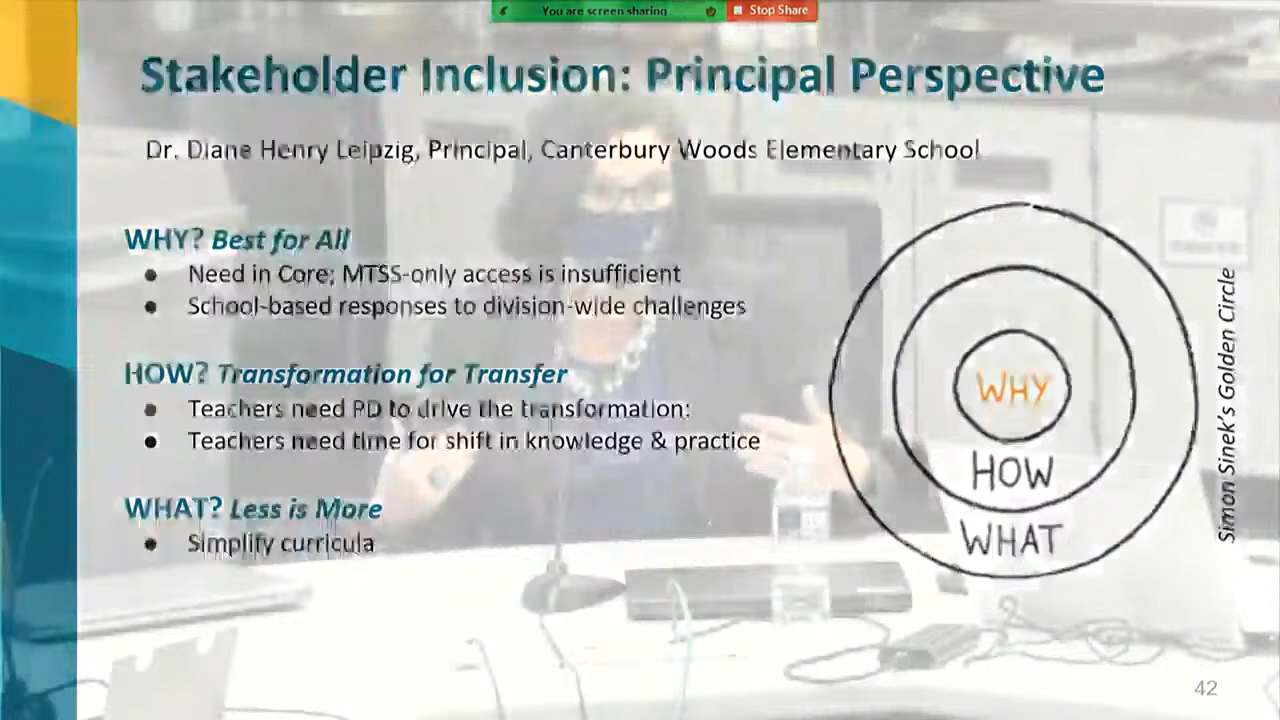 You are screen sharing
Stop Share
Stakeholder Inclusion: Principal Perspective
Dr. Diane Henry Leipzig, Principal, Canterbury Woods Elementary School
WHY? Best for All
● Need in Core; MTSS-only access is insufficient
● School-based responses to division-wide challenges
HOW? Transformation for Transfer
● Teachers need PD to drive the transformation:
● Teachers need time for shift in knowledge & practice
WHAT? Less is More
● Simplify curricula
WHY
HOW
WHAT
Simon Sinek's Golden Circle
42